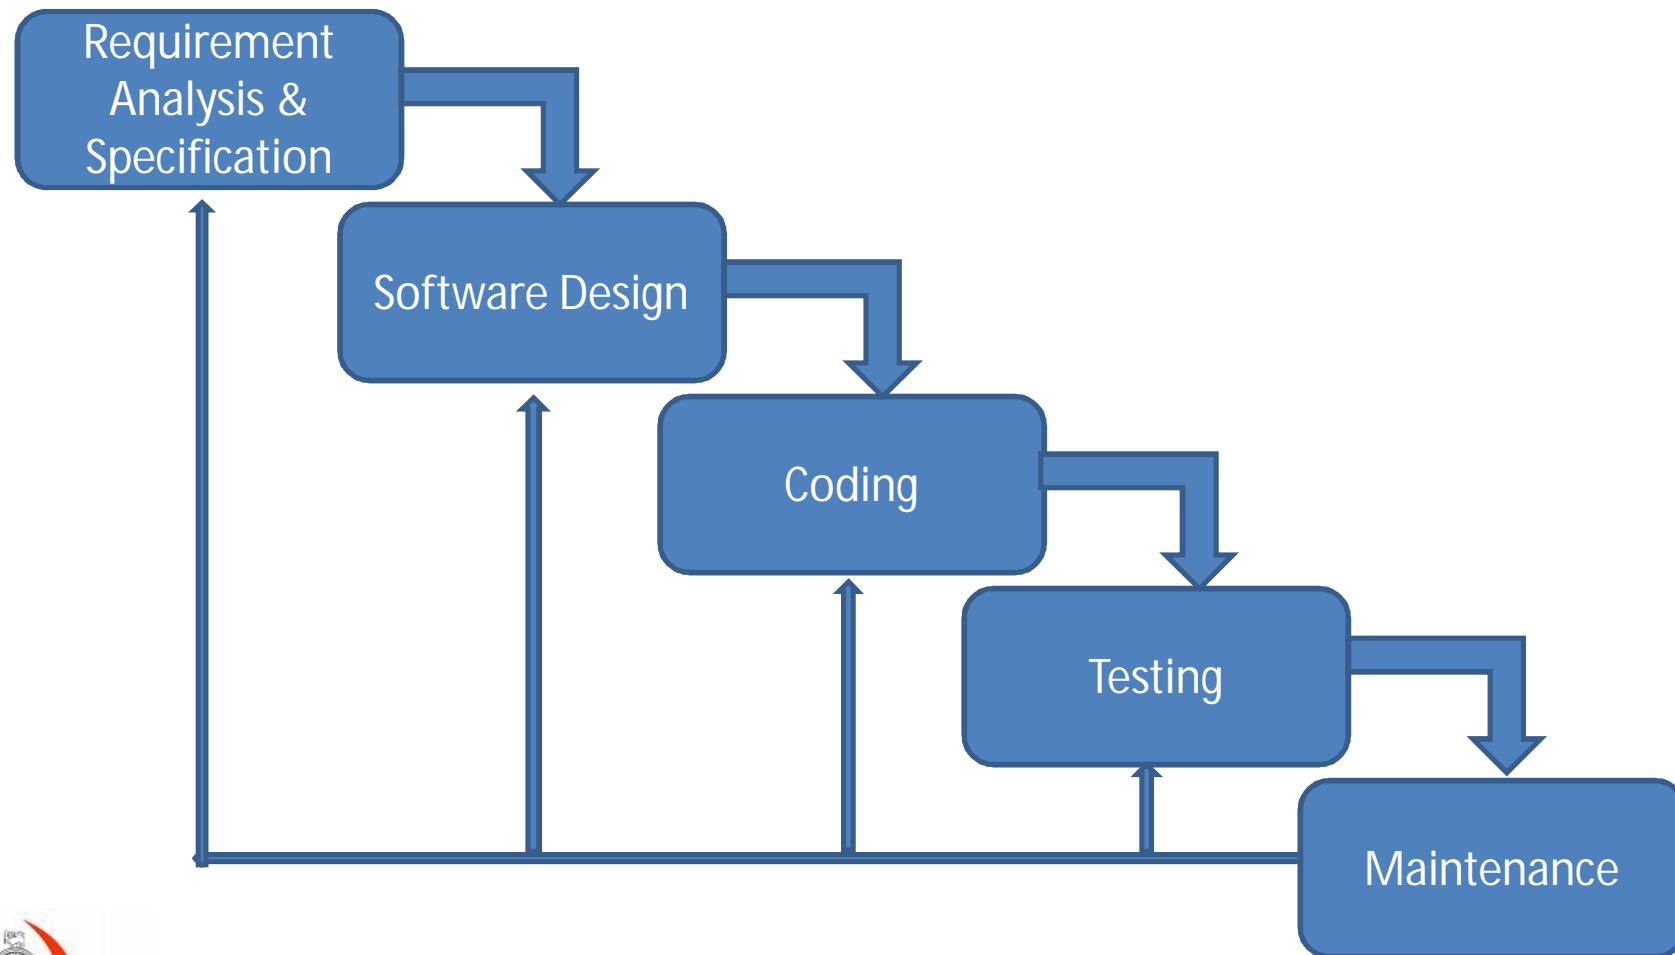 Requirement
Analysis &
Specification
Software Design
Coding
Testing
Maintenance